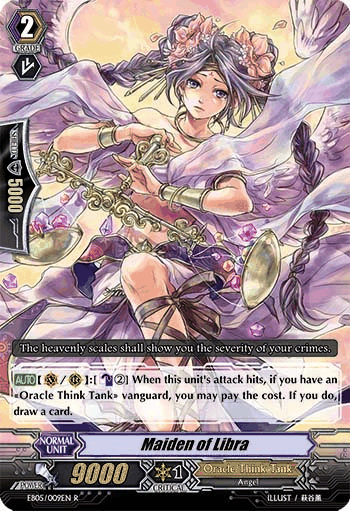 2
GRADE
SHIELD
5000
The heavenly scales shall show you the severity of your crimes.
AUTO [ / ]:[ ②] When this unit's attack hits, if you have an
«Oracle Think Tank» vanguard, you may pay the cost. If you do,
draw a card.
NORMAL
UNIT
Maiden of Libra
POWER
9000
1
CRITICAL
Oracle Think Tank
Angel
EB05/009EN R
ILLUST / 萩谷薫